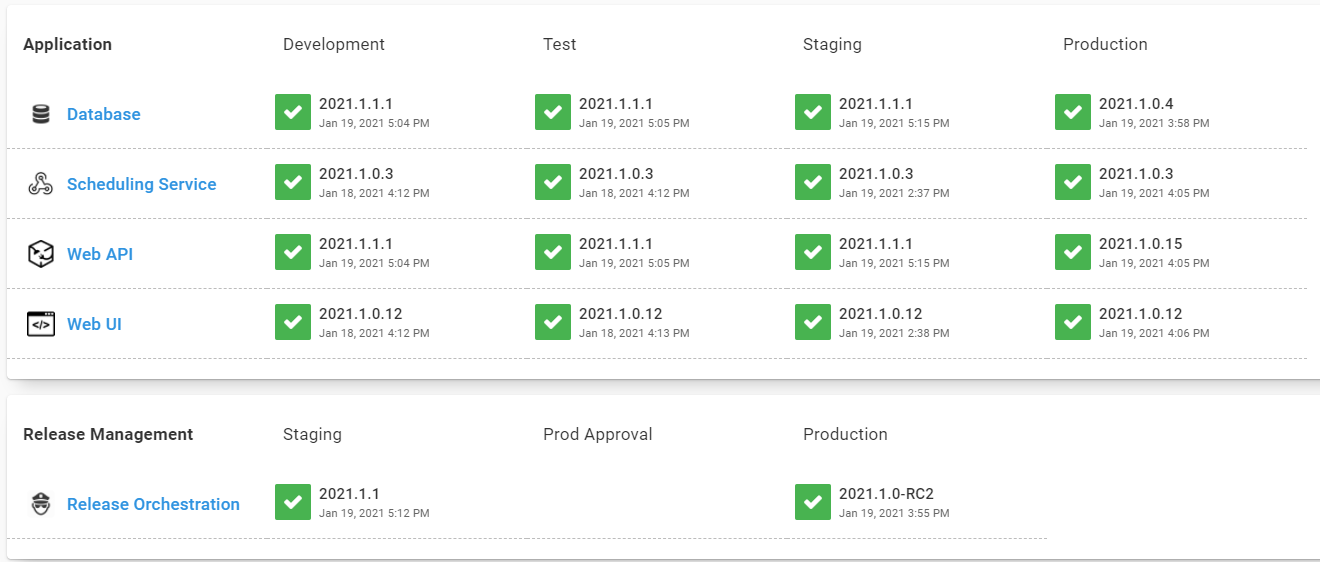 Application Development Test Staging Production
Database 2021.1.1.1 2021.1.1.1 2021.1.1.1 2021.1.0.4
Jan 19, 2021 5:04 PM Jan 19, 2021 5:05 PM Jan 19, 2021 5:15 PM Jan 19, 2021 3:58 PM
Scheduling Service 2021.1.0.3 2021.1.0.3 2021.1.0.3 2021.1.0.3
Jan 18, 2021 4:12 PM Jan 18, 2021 4:12 PM Jan 19, 2021 2:37 PM Jan 19, 2021 4:05 PM
Web API 2021.1.1.1 2021.1.1.1 2021.1.1.1 2021.1.0.15
Jan 19, 2021 5:04 PM Jan 19, 2021 5:05 PM Jan 19, 2021 5:15 PM Jan 19, 2021 4:05 PM
Web UI 2021.1.0.12 2021.1.0.12 2021.1.0.12 2021.1.0.12
Jan 18, 2021 4:12 PM Jan 18, 2021 4:13 PM Jan 19, 2021 2:38 PM Jan 19, 2021 4:06 PM
Release Management Staging Prod Approval Production
Release Orchestration 2021.1.1 2021.1.0-RC2
Jan 19, 2021 5:12 PM Jan 19, 2021 3:55 PM